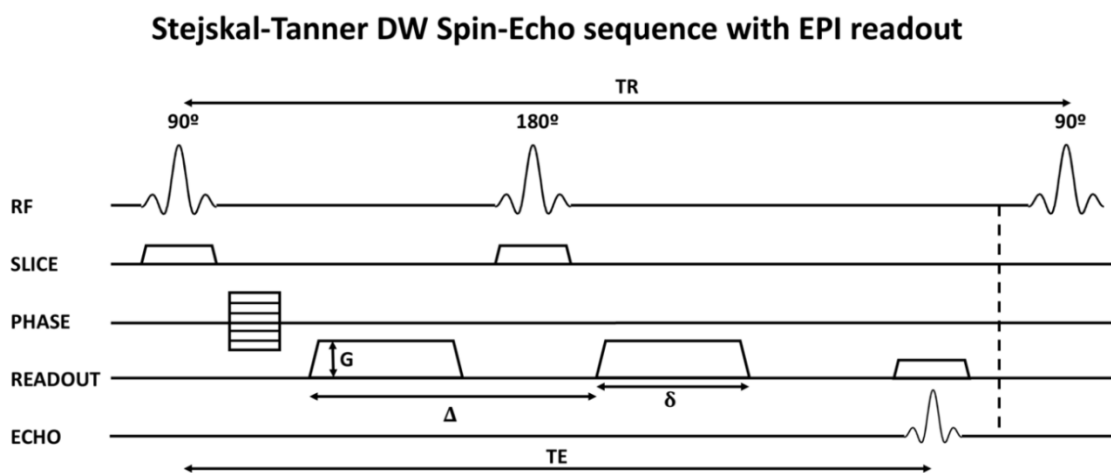 Stejskal-Tanner DW Spin-Echo sequence with EPI readout
TR
90º 180º 90º
RF
SLICE
PHASE
G
READOUT
Δ δ
ECHO
TE